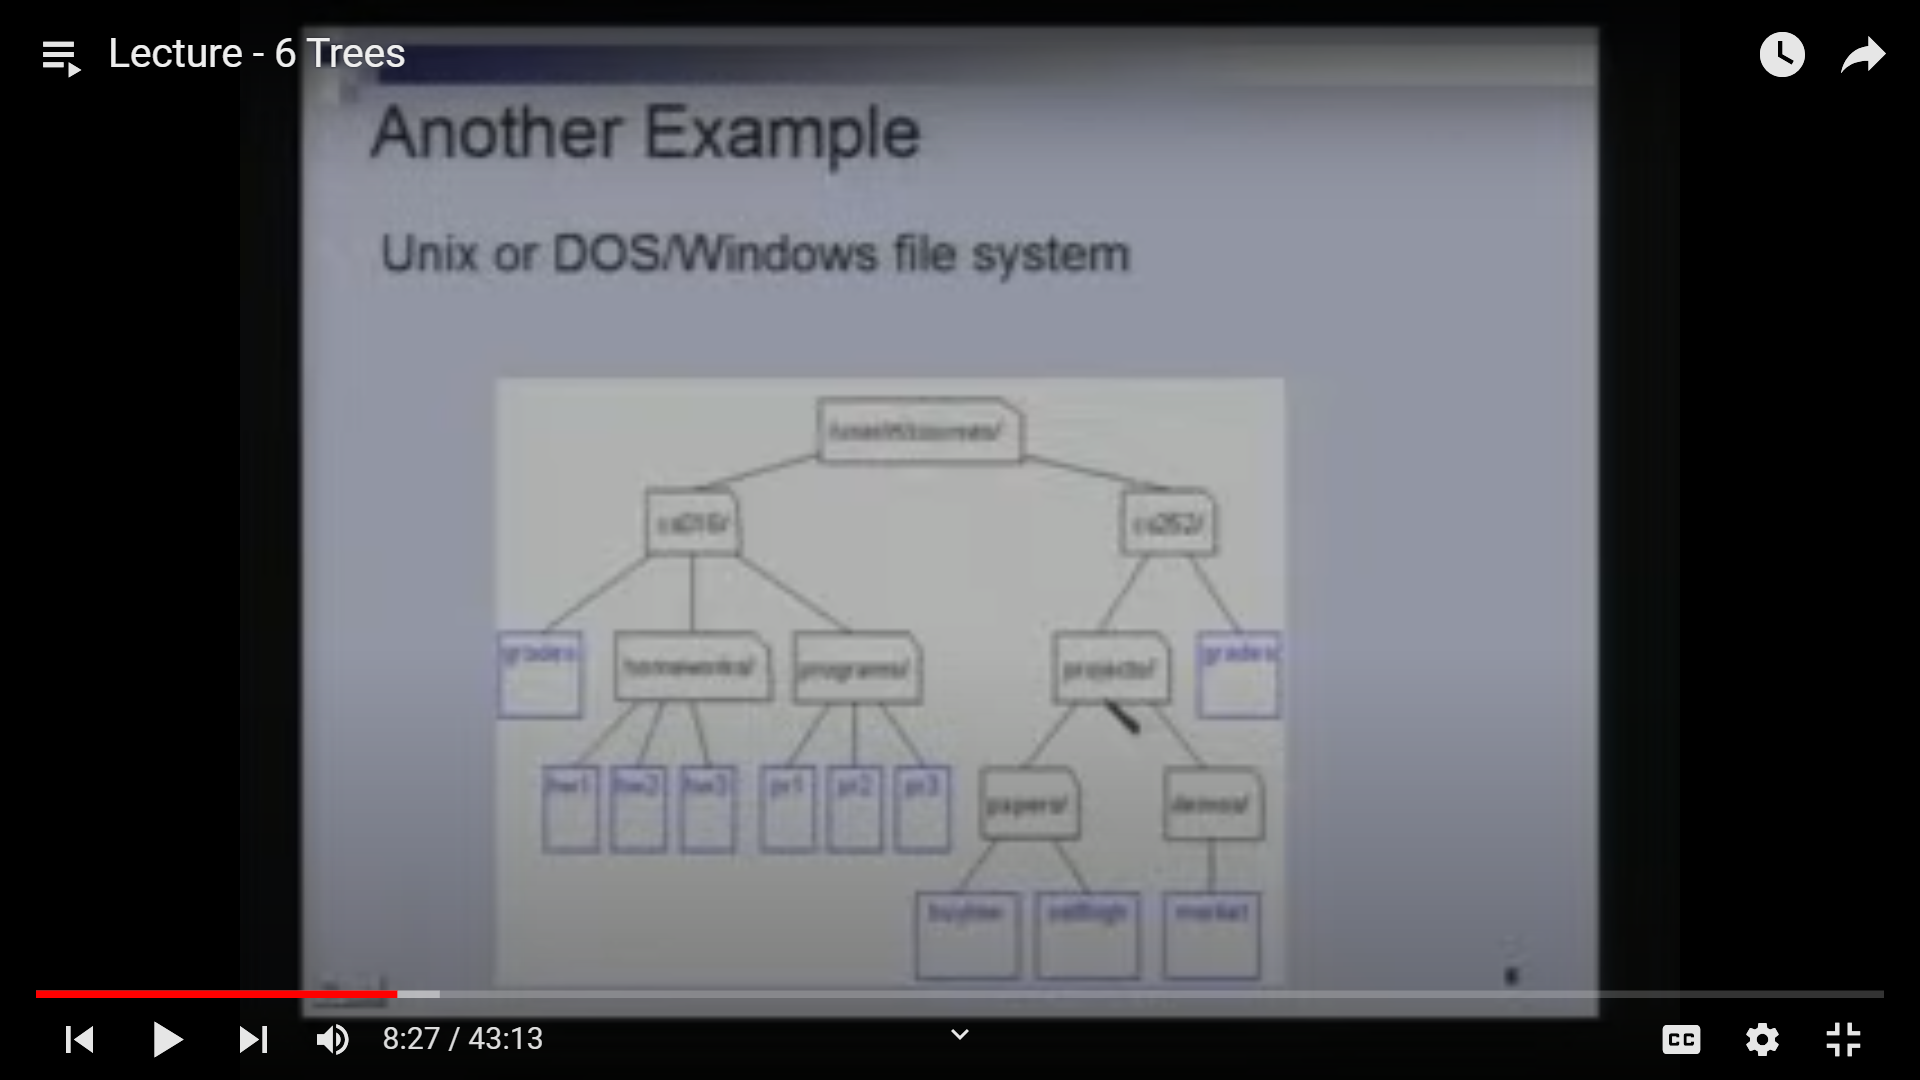 Lecture - 6 Trees
Another Example
Unix or DOS/Windows file system
cs016/
cs252/
grades
homeworks/
programs/
projects/
grades
hw1
hw2
hw3
pr1
pr2
pr3
papers/
demos/
buylow
sellhigh
market
8:27 / 43:13
CC